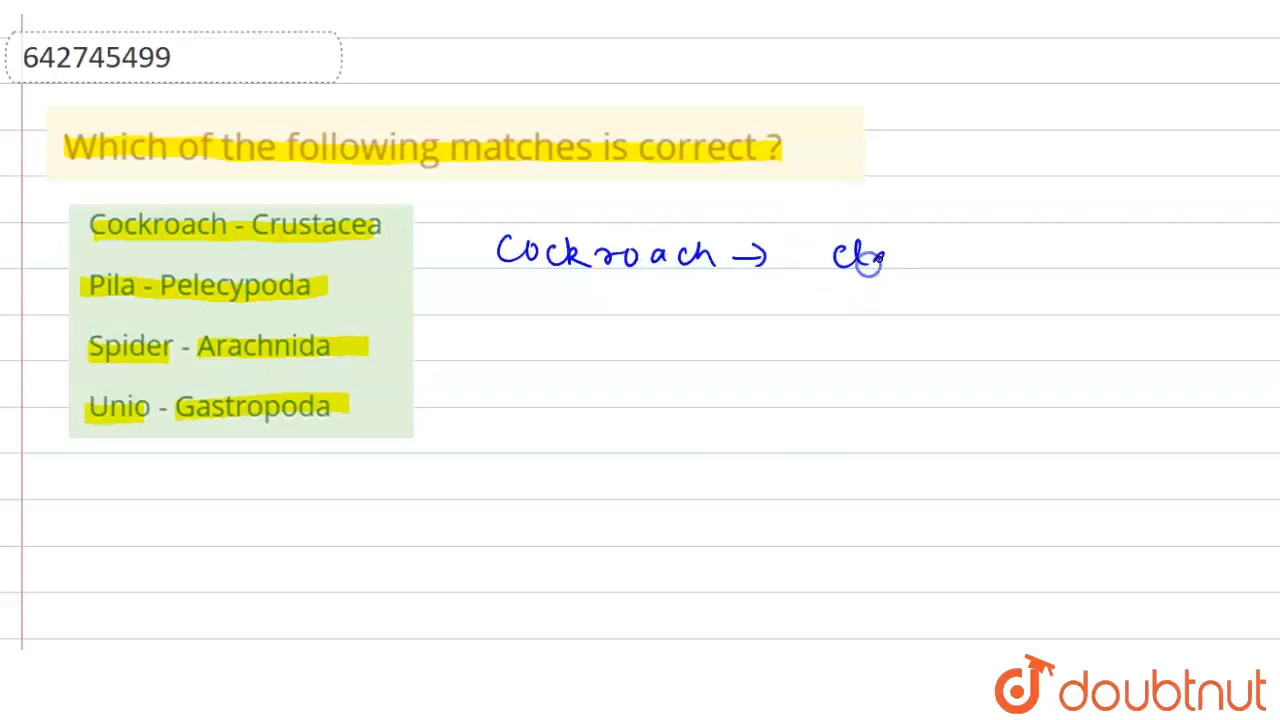 642745499
Which of the following matches is correct ?
Cockroach - Crustacea
Cockroach →
Pila - Pelecypoda
Spider - Arachnida
Unio - Gastropoda
doubtnut